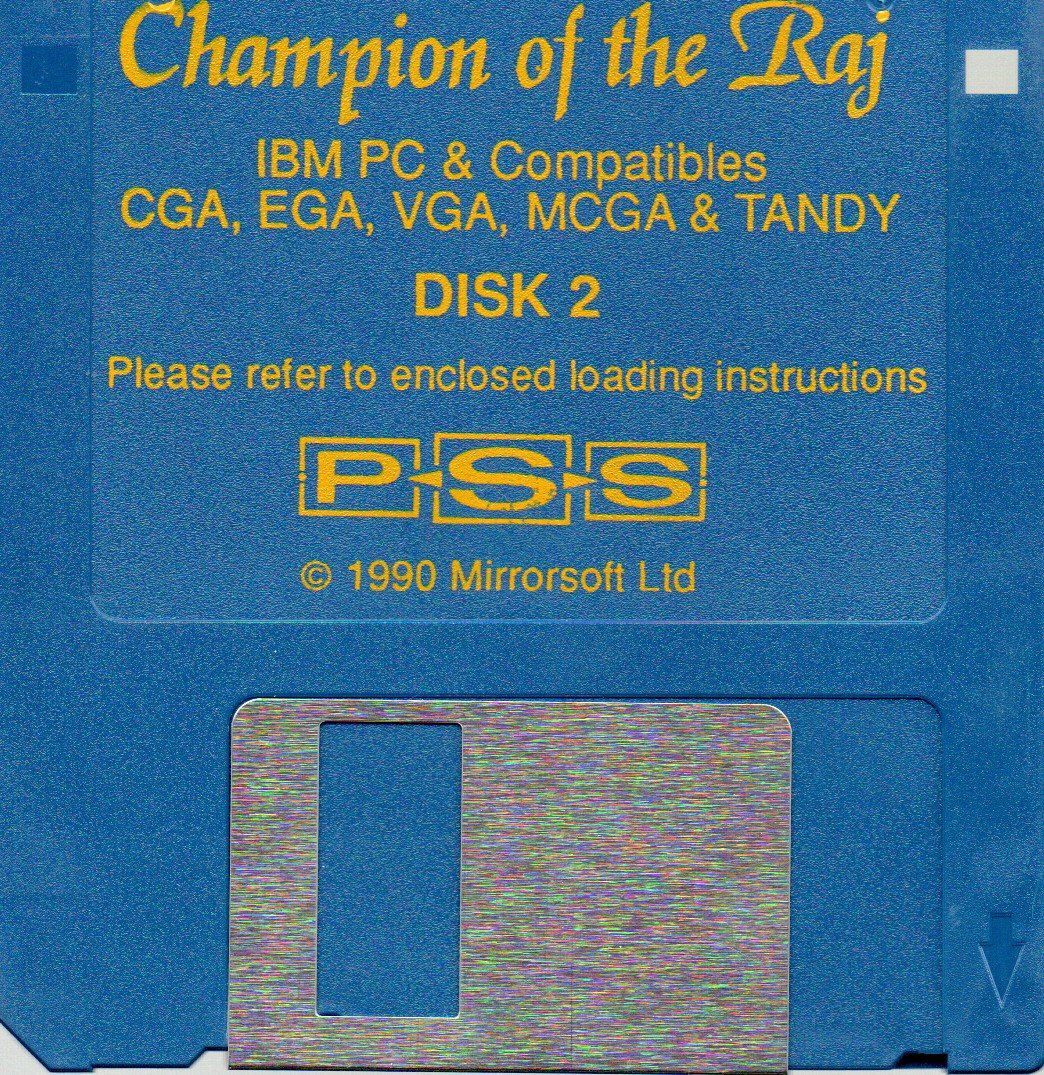 Champion of the Raj
IBM PC & Compatibles
CGA, EGA, VGA, MCGA & TANDY
DISK 2
Please refer to enclosed loading instructions
PSS
© 1990 Mirrorsoft Ltd